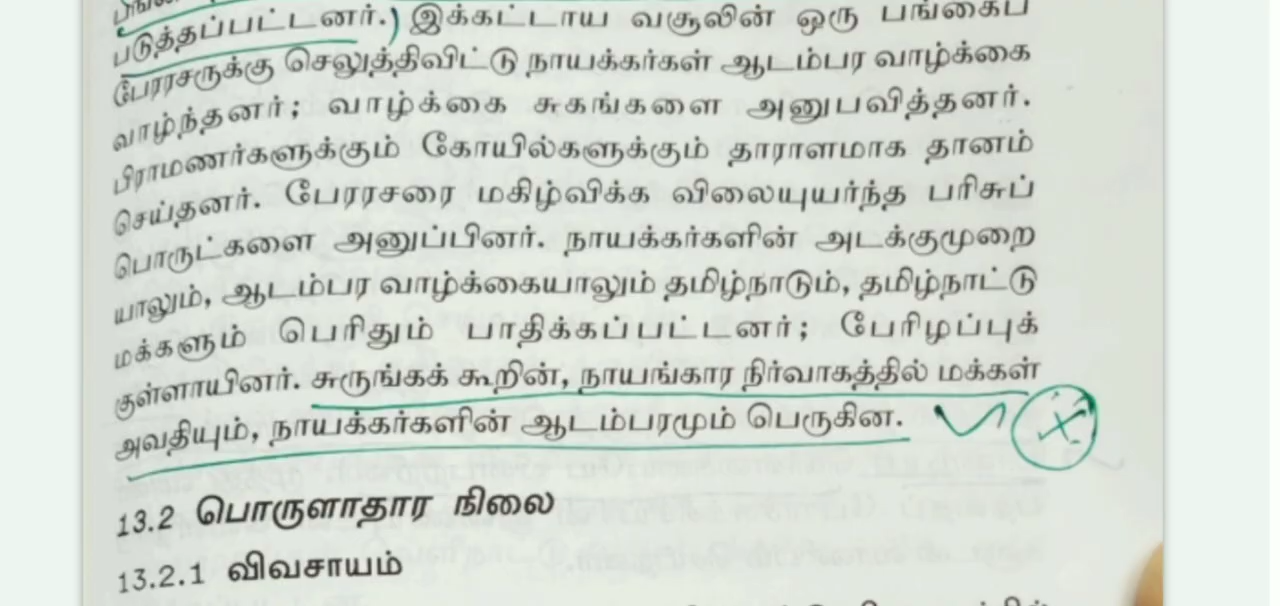 படுத்தப்பட்டனர்.) இக்கட்டாய வசூலின் ஒரு பங்கைப்
பேரரசருக்கு செலுத்திவிட்டு நாயக்கர்கள் ஆடம்பர வாழ்க்கை
வாழ்ந்தனர்; வாழ்க்கை சுகங்களை அனுபவித்தனர்.
பிராமணர்களுக்கும் கோயில்களுக்கும் தாராளமாக தானம்
செய்தனர். பேரரசரை மகிழ்விக்க விலையுயர்ந்த பரிசுப்
பொருட்களை அனுப்பினர். நாயக்கர்களின் அடக்குமுறை
யாலும், ஆடம்பர வாழ்க்கையாலும் தமிழ்நாடும், தமிழ்நாட்டு
மக்களும் பெரிதும் பாதிக்கப்பட்டனர்; பேரிழப்புக்
குள்ளாயினர். சுருங்கக் கூறின், நாயங்கார நிர்வாகத்தில் மக்கள்
அவதியும், நாயக்கர்களின் ஆடம்பரமும் பெருகின.
13.2 பொருளாதார நிலை
13.2.1 விவசாயம்